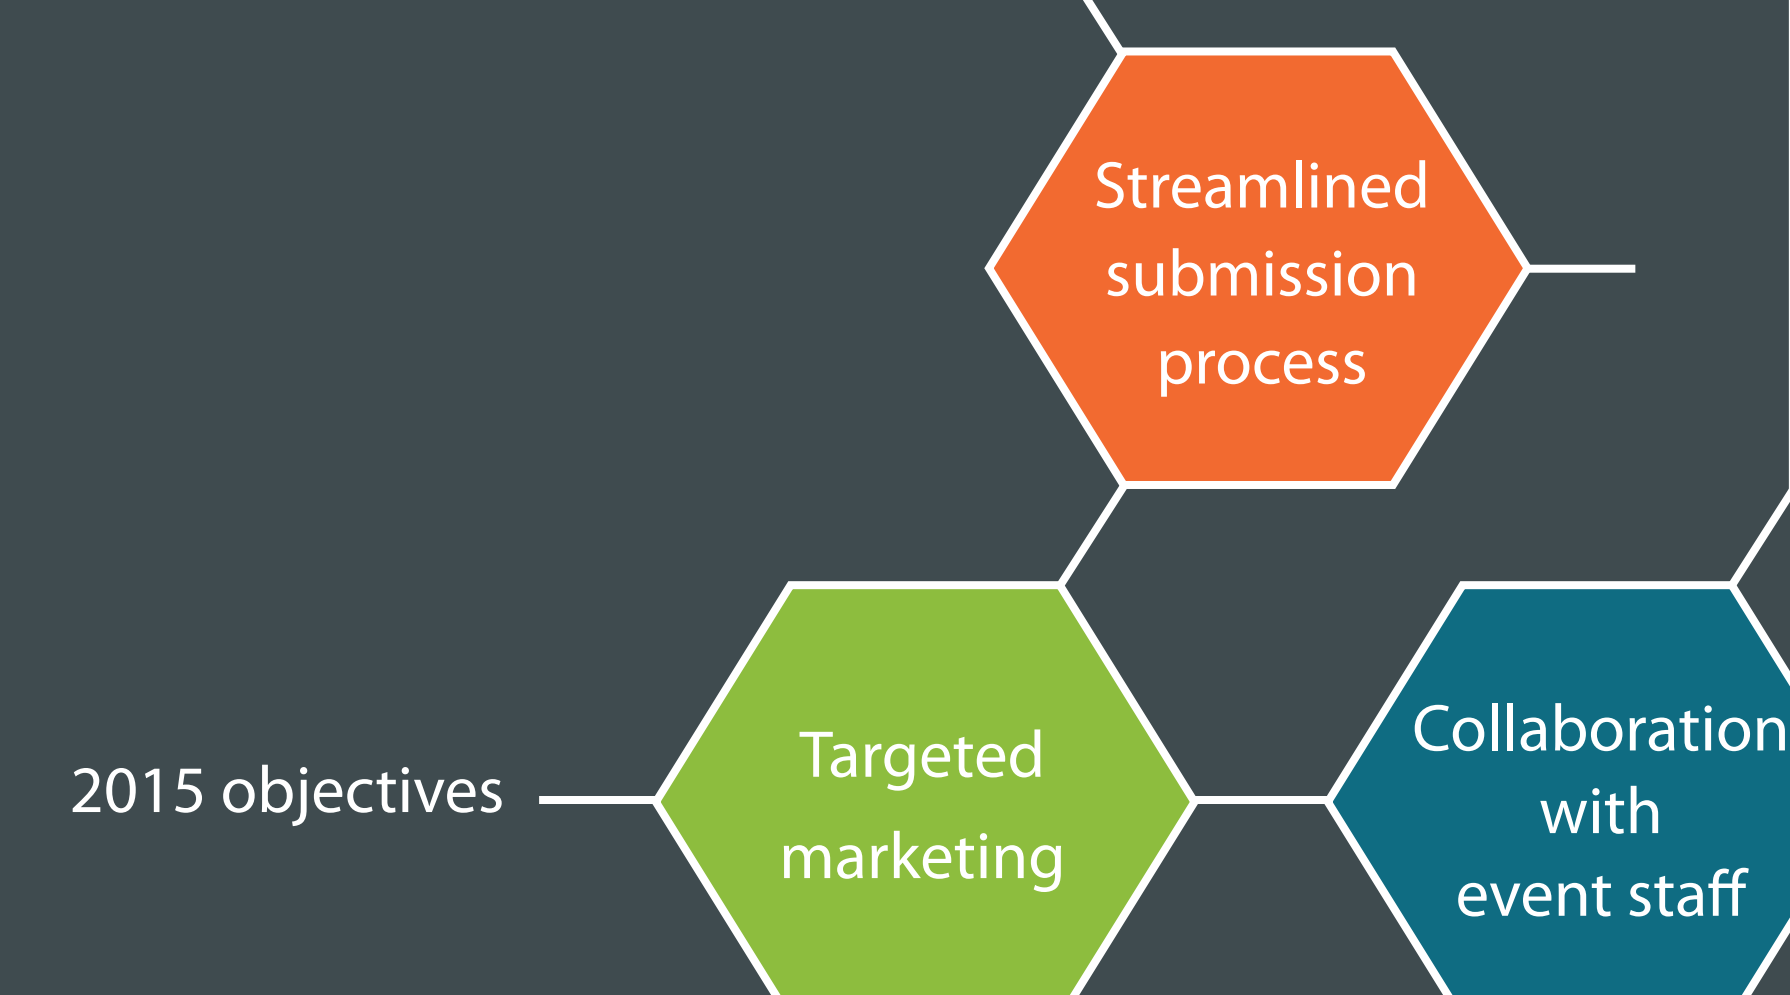 Streamlined
submission
process
2015 objectives
Targeted
marketing
Collaboration
with
event staff